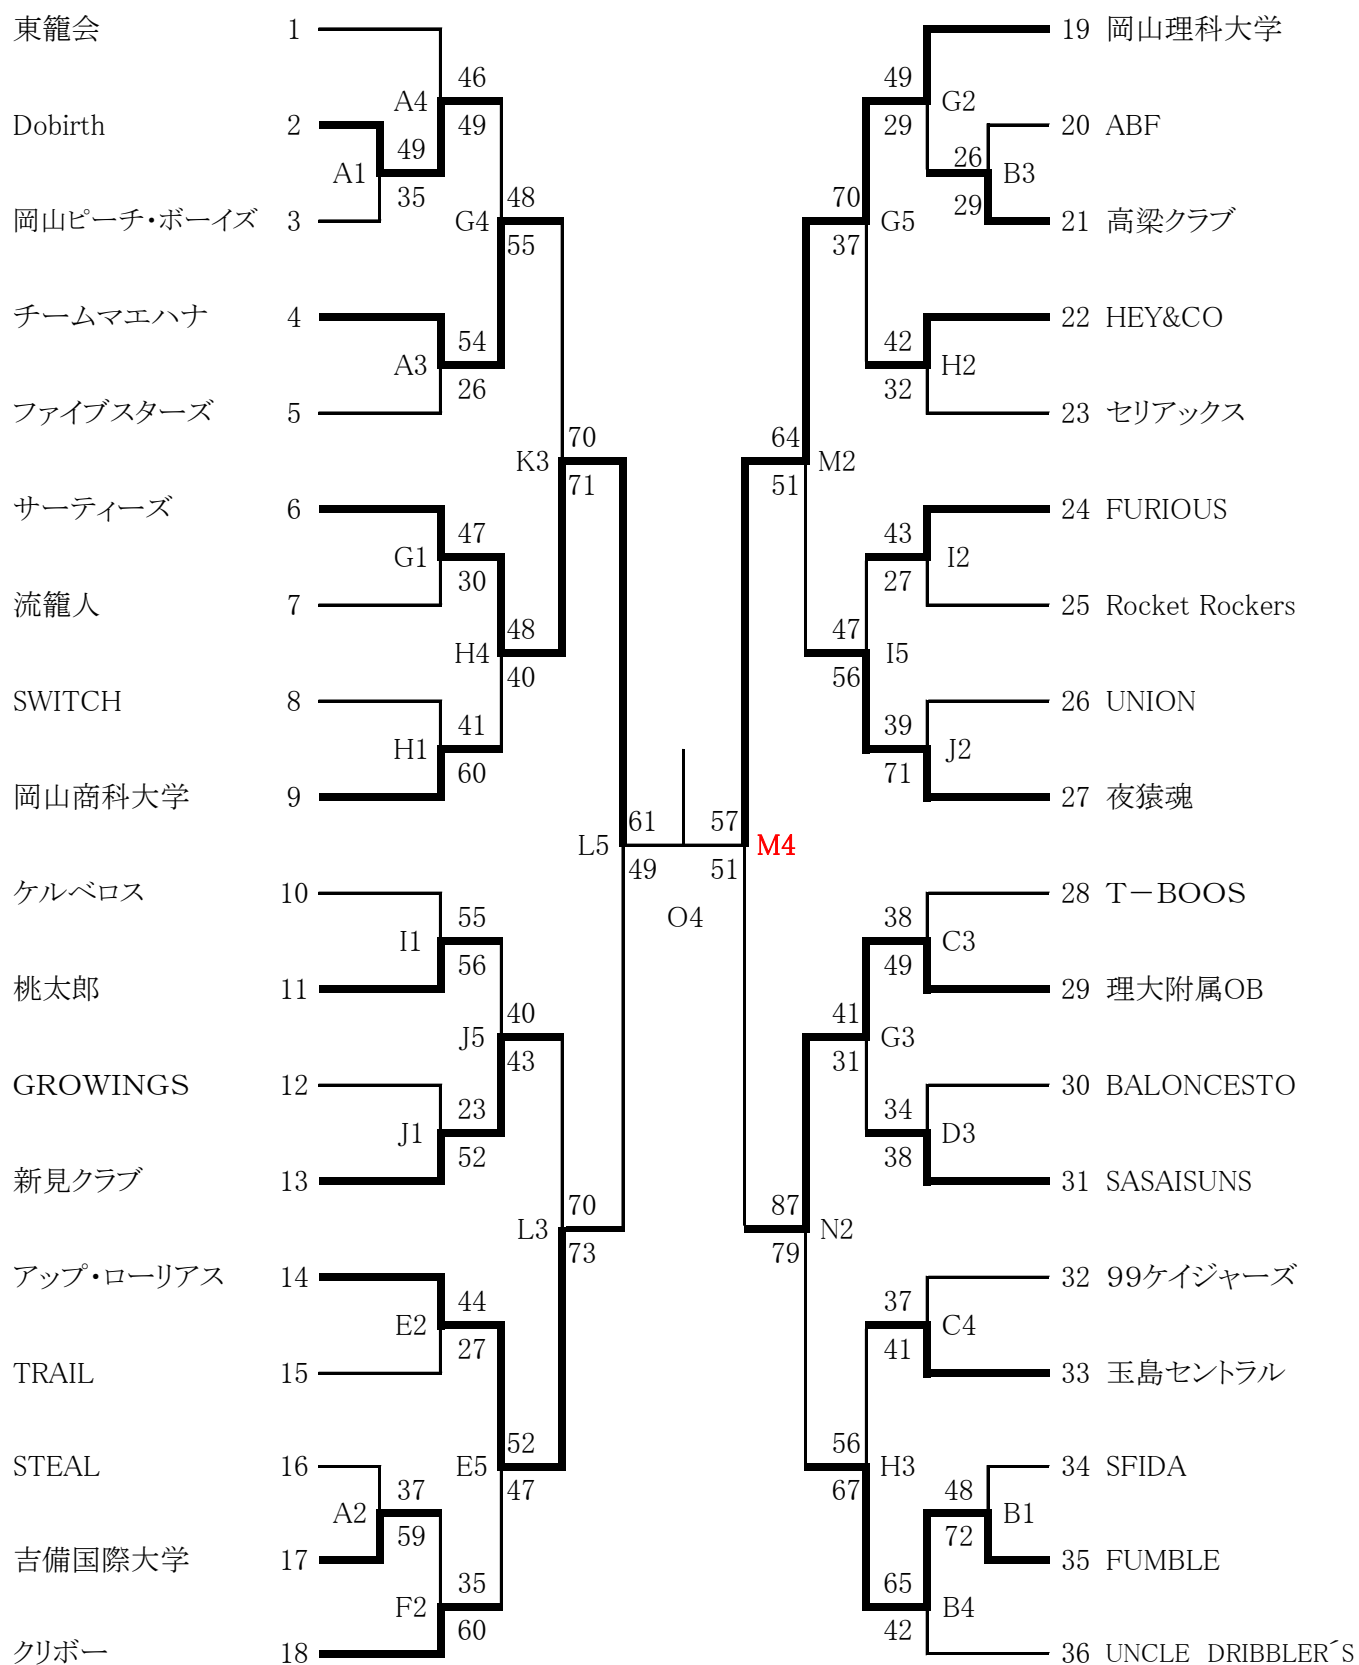 東籠会 1
46
A4
49
Dobirth 2
49
A1
35
岡山ピーチ・ボーイズ 3
48
G4
55
チームマエハナ 4
54
A3
26
ファイブスターズ 5
70
K3
71
サーティーズ 6
47
G1
30
流籠人 7
48
H4
40
SWITCH 8
41
H1
60
岡山商科大学 9
61
L5
49
ケルベロス 10
55
I1
56
桃太郎 11
40
J5
43
GROWINGS 12
23
J1
52
新見クラブ 13
70
L3
73
アップ・ローリアス 14
44
E2
27
TRAIL 15
52
E5
47
STEAL 16
37
A2
59
吉備国際大学 17
35
F2
60
クリボー 18
O4
19 岡山理科大学
49
G2
29
20 ABF
26
B3
29
21 高梁クラブ
70
G5
37
22 HEY&CO
42
H2
32
23 セリアックス
64
M2
51
24 FURIOUS
43
I2
27
25 Rocket Rockers
47
I5
56
26 UNION
39
J2
71
27 夜猿魂
57
M4
51
28 T－BOOS
38
C3
49
29 理大附属OB
41
G3
31
30 BALONCESTO
34
D3
38
31 SASAISUNS
87
N2
79
32 99ケイジャーズ
37
C4
41
33 玉島セントラル
56
H3
67
34 SFIDA
48
B1
72
35 FUMBLE
65
B4
42
36 UNCLE DRIBBLER´S